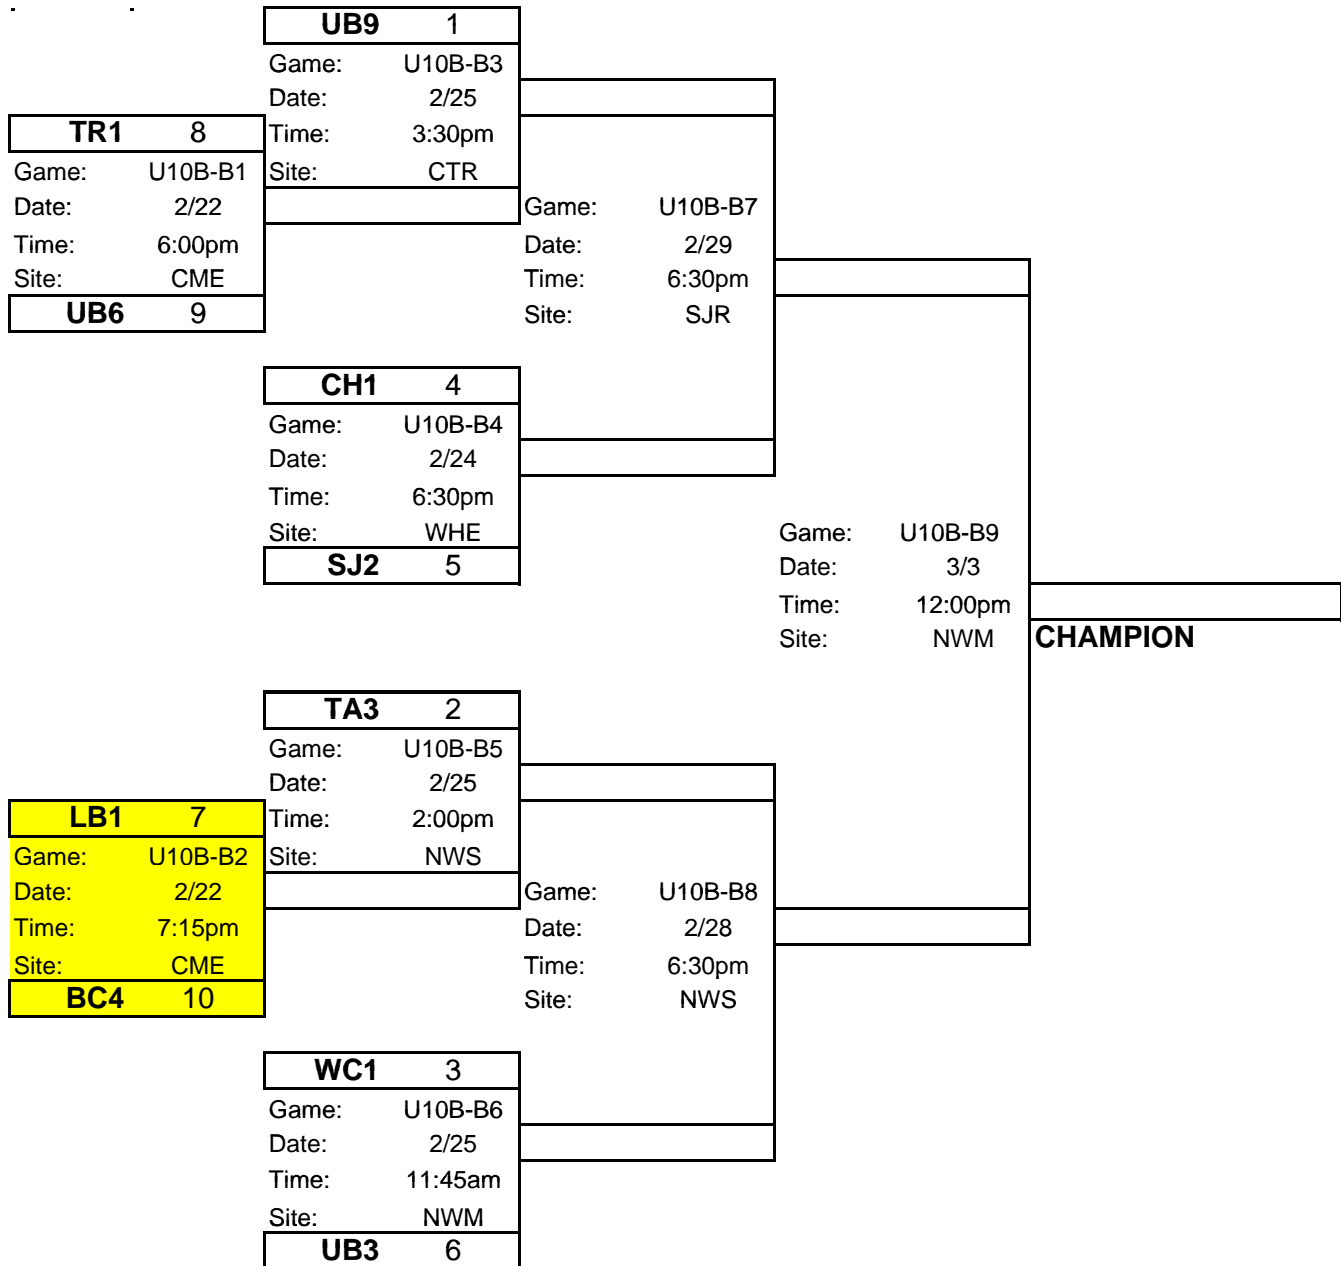 UB9 1
Game: U10B-B3
Date: 2/25
Time: 3:30pm
Site: CTR
TR1 8
Game: U10B-B1
Date: 2/22
Time: 6:00pm
Site: CME
UB6 9
Game: U10B-B7
Date: 2/29
Time: 6:30pm
Site: SJR
CH1 4
Game: U10B-B4
Date: 2/24
Time: 6:30pm
Site: WHE
SJ2 5
Game: U10B-B9
Date: 3/3
Time: 12:00pm
Site: NWM
CHAMPION
TA3 2
Game: U10B-B5
Date: 2/25
Time: 2:00pm
Site: NWS
LB1 7
Game: U10B-B2
Date: 2/22
Time: 7:15pm
Site: CME
BC4 10
Game: U10B-B8
Date: 2/28
Time: 6:30pm
Site: NWS
WC1 3
Game: U10B-B6
Date: 2/25
Time: 11:45am
Site: NWM
UB3 6